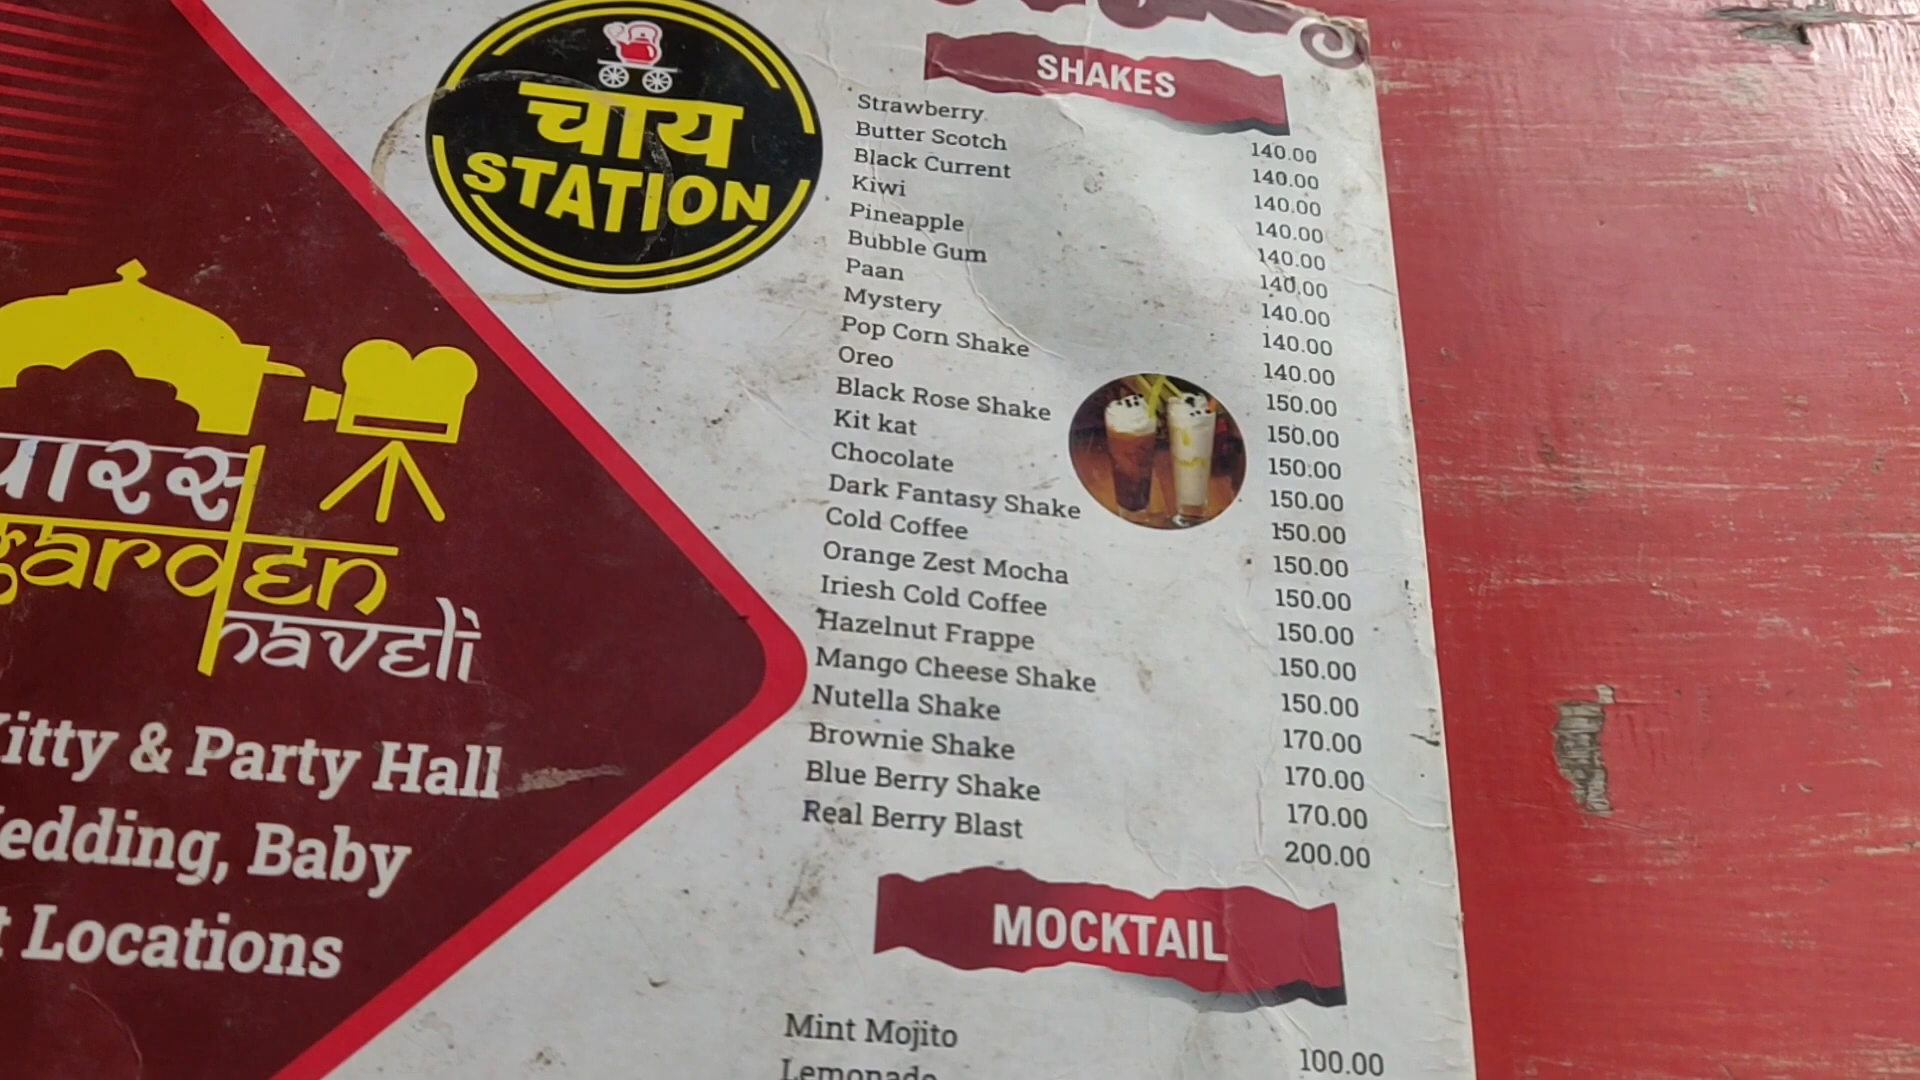 चाय
STATION
garden
haveli
& Party Hall
Baby
Locations
SHAKES
Strawberry 140.00
Butter Scotch 140.00
Black Current 140.00
Kiwi 140.00
Pineapple 140.00
Bubble Gum 140.00
Paan 140.00
Mystery 140.00
Pop Corn Shake 140.00
Oreo 150.00
Black Rose Shake 150.00
Kit kat 150.00
Chocolate 150.00
Dark Fantasy Shake 150.00
Cold Coffee 150.00
Orange Zest Mocha 150.00
Iriesh Cold Coffee 150.00
Hazelnut Frappe 150.00
Mango Cheese Shake 150.00
Nutella Shake 170.00
Brownie Shake 170.00
Blue Berry Shake 170.00
Real Berry Blast 200.00
MOCKTAIL
Mint Mojito 100.00
Lemonade